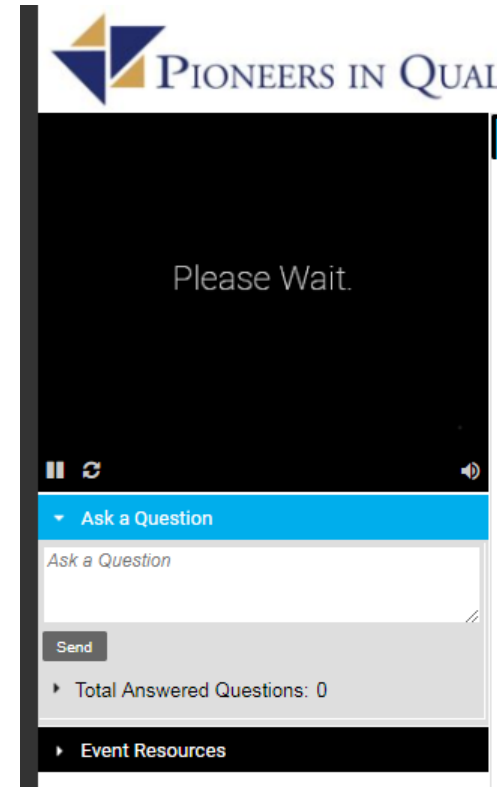 PIONEERS IN QUAL
Please Wait.
Ask a Question
Ask a Question
Send
Total Answered Questions: 0
Event Resources